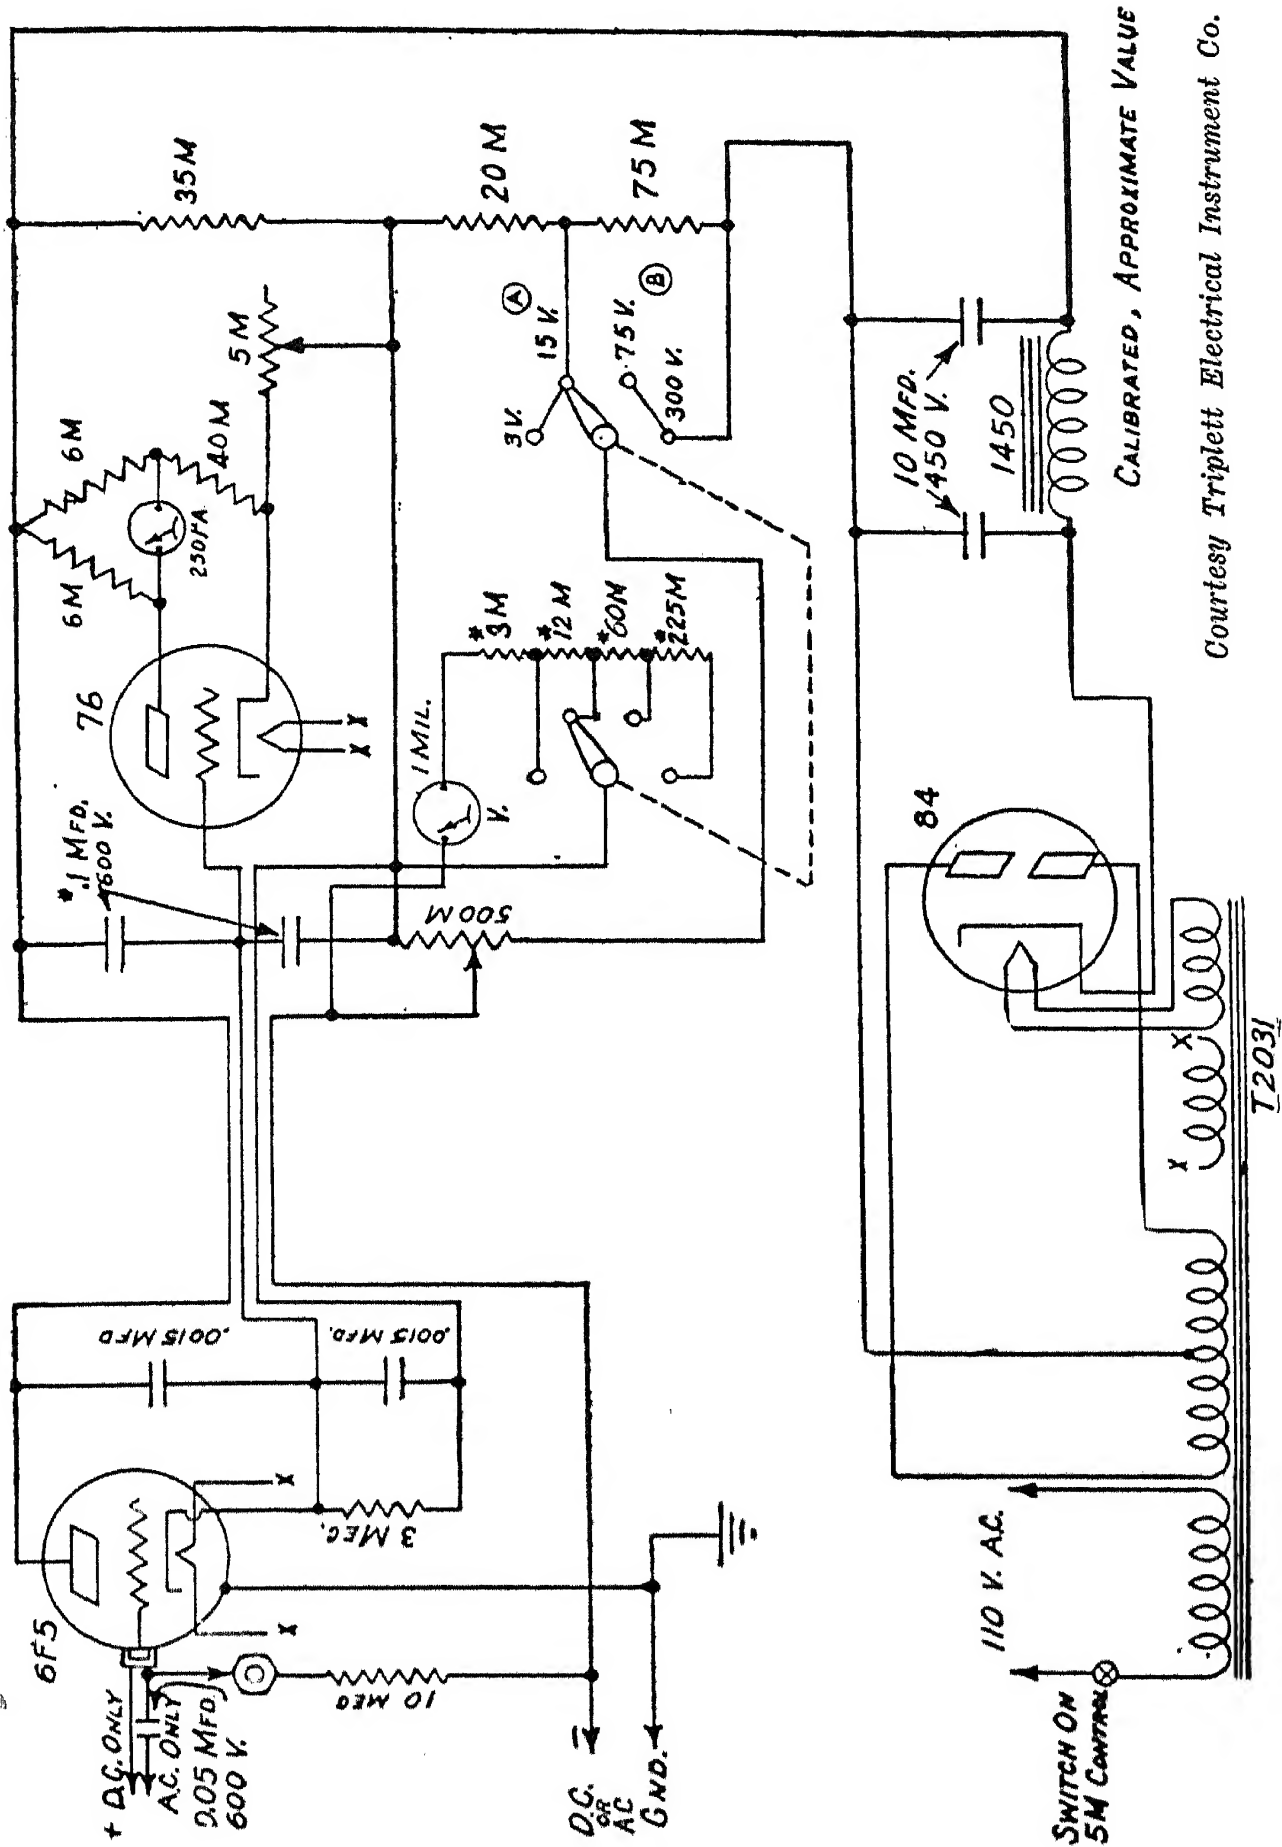 6F5
+ D.C. ONLY
A.C. ONLY
0.05 MFD.
600 V.
10 MEG
3 MEG.
.0015 MFD
.0015 MFD.
X
X
D.C.
OR
AC
GND.
*.1 MFD.
600 V.
76
X X
6M
6M
250µA
40M
5M
35M
1 MIL.
V.
500M
*3M
*12M
*60M
*225M
3V.
15V.
A
75V.
300V.
B
20M
75M
10 MFD.
450 V.
1450
84
110 V. A.C.
SWITCH ON
5M CONTROL
X
X
T2031
CALIBRATED, APPROXIMATE VALUE
Courtesy Triplett Electrical Instrument Co.